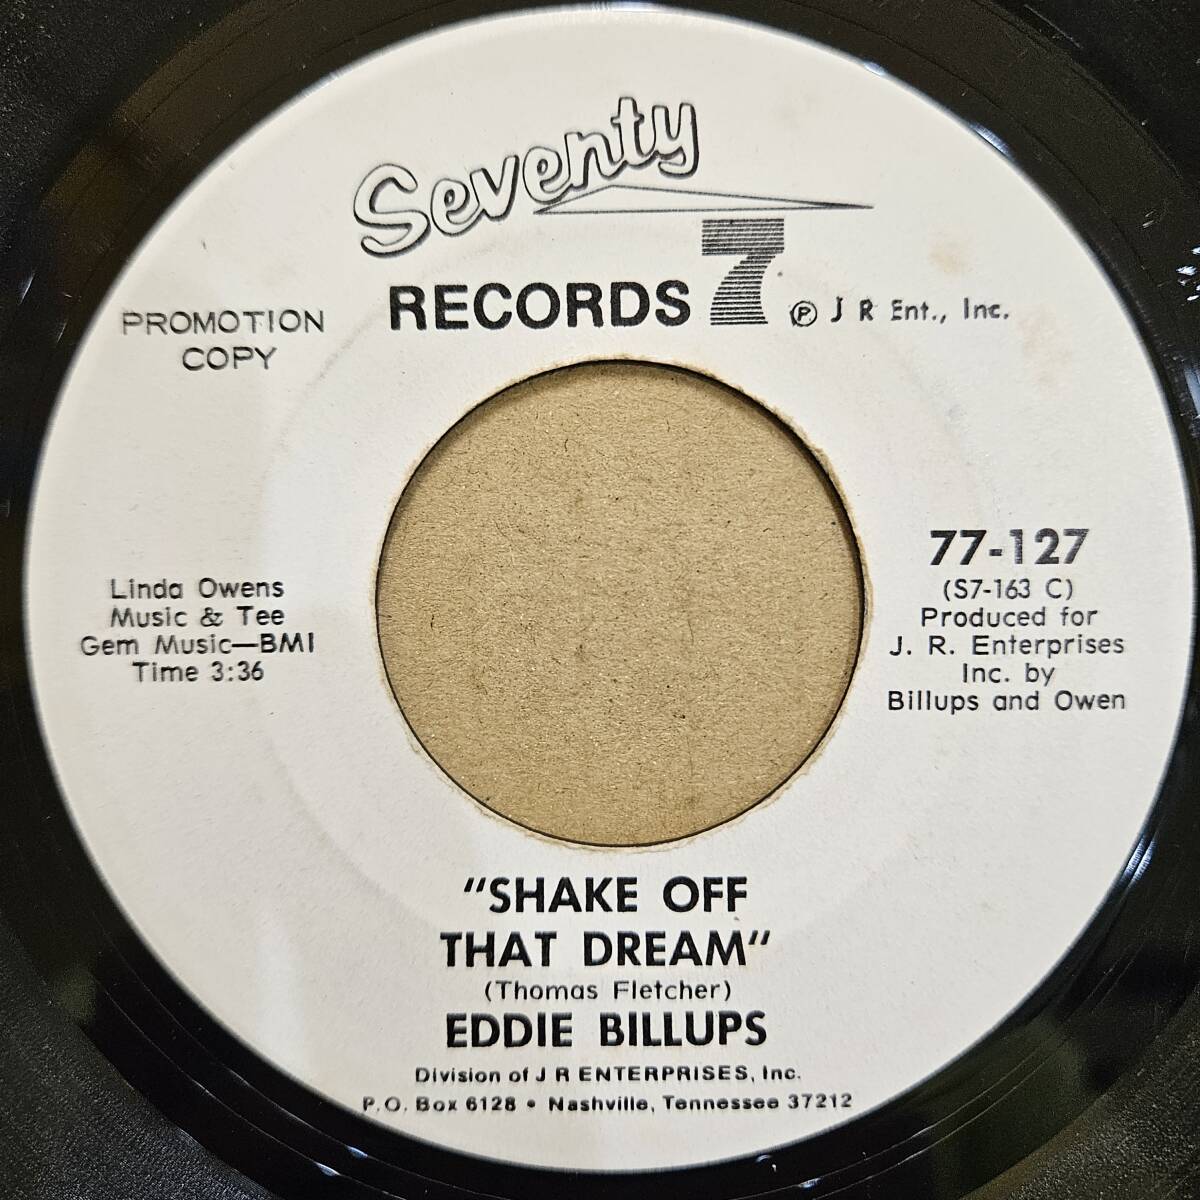 Seventy
RECORDS 7 ℗ J R Ent., Inc.
PROMOTION
COPY
Linda Owens
Music & Tee
Gem Music—BMI
Time 3:36
77-127
(S7-163 C)
Produced for
J. R. Enterprises
Inc. by
Billups and Owen
"SHAKE OFF
THAT DREAM"
(Thomas Fletcher)
EDDIE BILLUPS
Division of J R ENTERPRISES, Inc.
P.O. Box 6128 • Nashville, Tennessee 37212